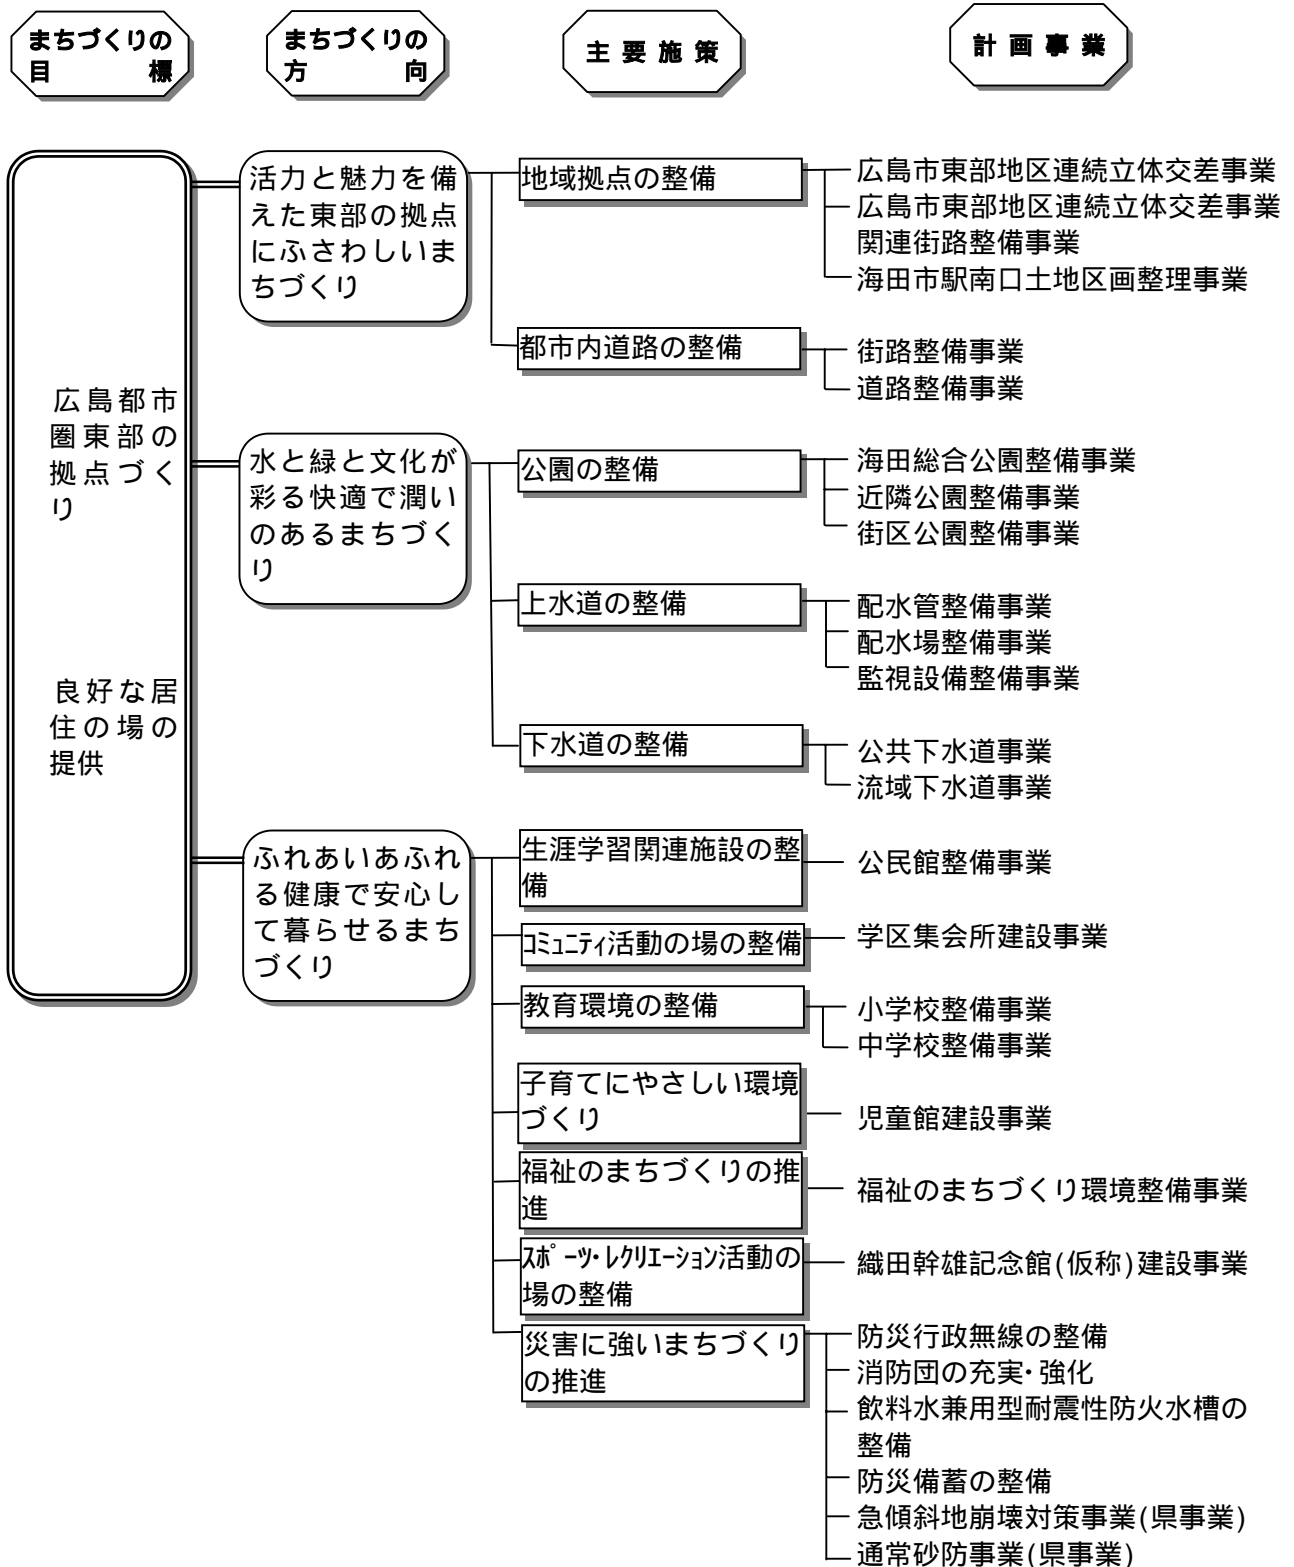 まちづくりの
目標
まちづくりの
方向
主要施策
計画事業
広島都市
圏東部の
拠点づく
り
良好な居
住の場の
提供
活力と魅力を備
えた東部の拠点
にふさわしいま
ちづくり
地域拠点の整備
広島市東部地区連続立体交差事業
広島市東部地区連続立体交差事業
関連街路整備事業
海田市駅南口土地区画整理事業
都市内道路の整備
街路整備事業
道路整備事業
水と緑と文化が
彩る快適で潤い
のあるまちづく
り
公園の整備
海田総合公園整備事業
近隣公園整備事業
街区公園整備事業
上水道の整備
配水管整備事業
配水場整備事業
監視設備整備事業
下水道の整備
公共下水道事業
流域下水道事業
ふれあいあふれ
る健康で安心し
て暮らせるまち
づくり
生涯学習関連施設の整
備
公民館整備事業
コミュニティ活動の場の整備
学区集会所建設事業
教育環境の整備
小学校整備事業
中学校整備事業
子育てにやさしい環境
づくり
児童館建設事業
福祉のまちづくりの推
進
福祉のまちづくり環境整備事業
スポーツ・レクリエーション活動の
場の整備
織田幹雄記念館(仮称)建設事業
災害に強いまちづくり
の推進
防災行政無線の整備
消防団の充実・強化
飲料水兼用型耐震性防火水槽の
整備
防災備蓄の整備
急傾斜地崩壊対策事業(県事業)
通常砂防事業(県事業)